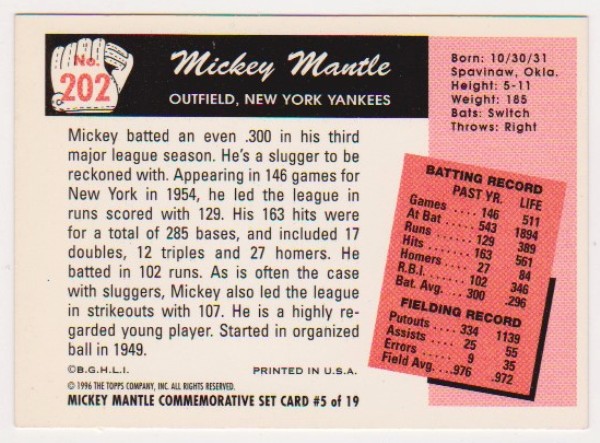 No.
202
Mickey Mantle
OUTFIELD, NEW YORK YANKEES
Born: 10/30/31
Spavinaw, Okla.
Height: 5-11
Weight: 185
Bats: Switch
Throws: Right
Mickey batted an even .300 in his third
major league season. He's a slugger to be
reckoned with. Appearing in 146 games for
New York in 1954, he led the league in
runs scored with 129. His 163 hits were
for a total of 285 bases, and included 17
doubles, 12 triples and 27 homers. He
batted in 102 runs. As is often the case
with sluggers, Mickey also led the league
in strikeouts with 107. He is a highly re-
garded young player. Started in organized
ball in 1949.
BATTING RECORD
PAST YR. LIFE
Games .... 146 511
At Bat .... 543 1894
Runs ..... 129 389
Hits ...... 163 561
Homers ... 27 84
R.B.I. ..... 102 346
Bat. Avg. .. .300 .296
FIELDING RECORD
Putouts ... 334 1139
Assists .... 25 55
Errors ..... 9 35
Field Avg. . .976 .972
©B.G.H.L.I. PRINTED IN U.S.A.
© 1996 THE TOPPS COMPANY, INC. ALL RIGHTS RESERVED.
MICKEY MANTLE COMMEMORATIVE SET CARD #5 of 19